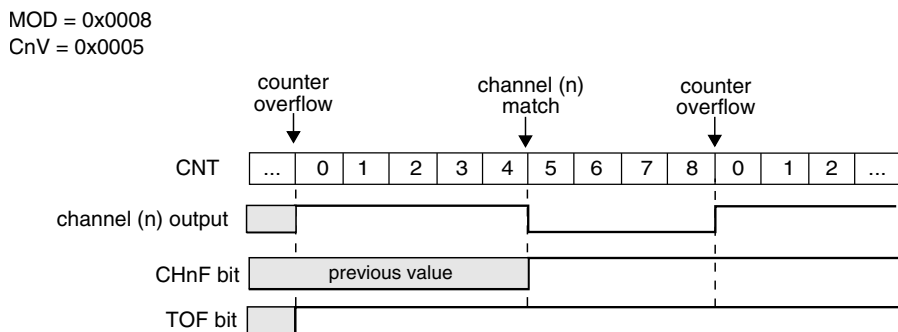 MOD = 0x0008
CnV = 0x0005
counter overflow
channel (n) match
counter overflow
CNT ... 0 1 2 3 4 5 6 7 8 0 1 2 ...
channel (n) output
CHnF bit previous value
TOF bit